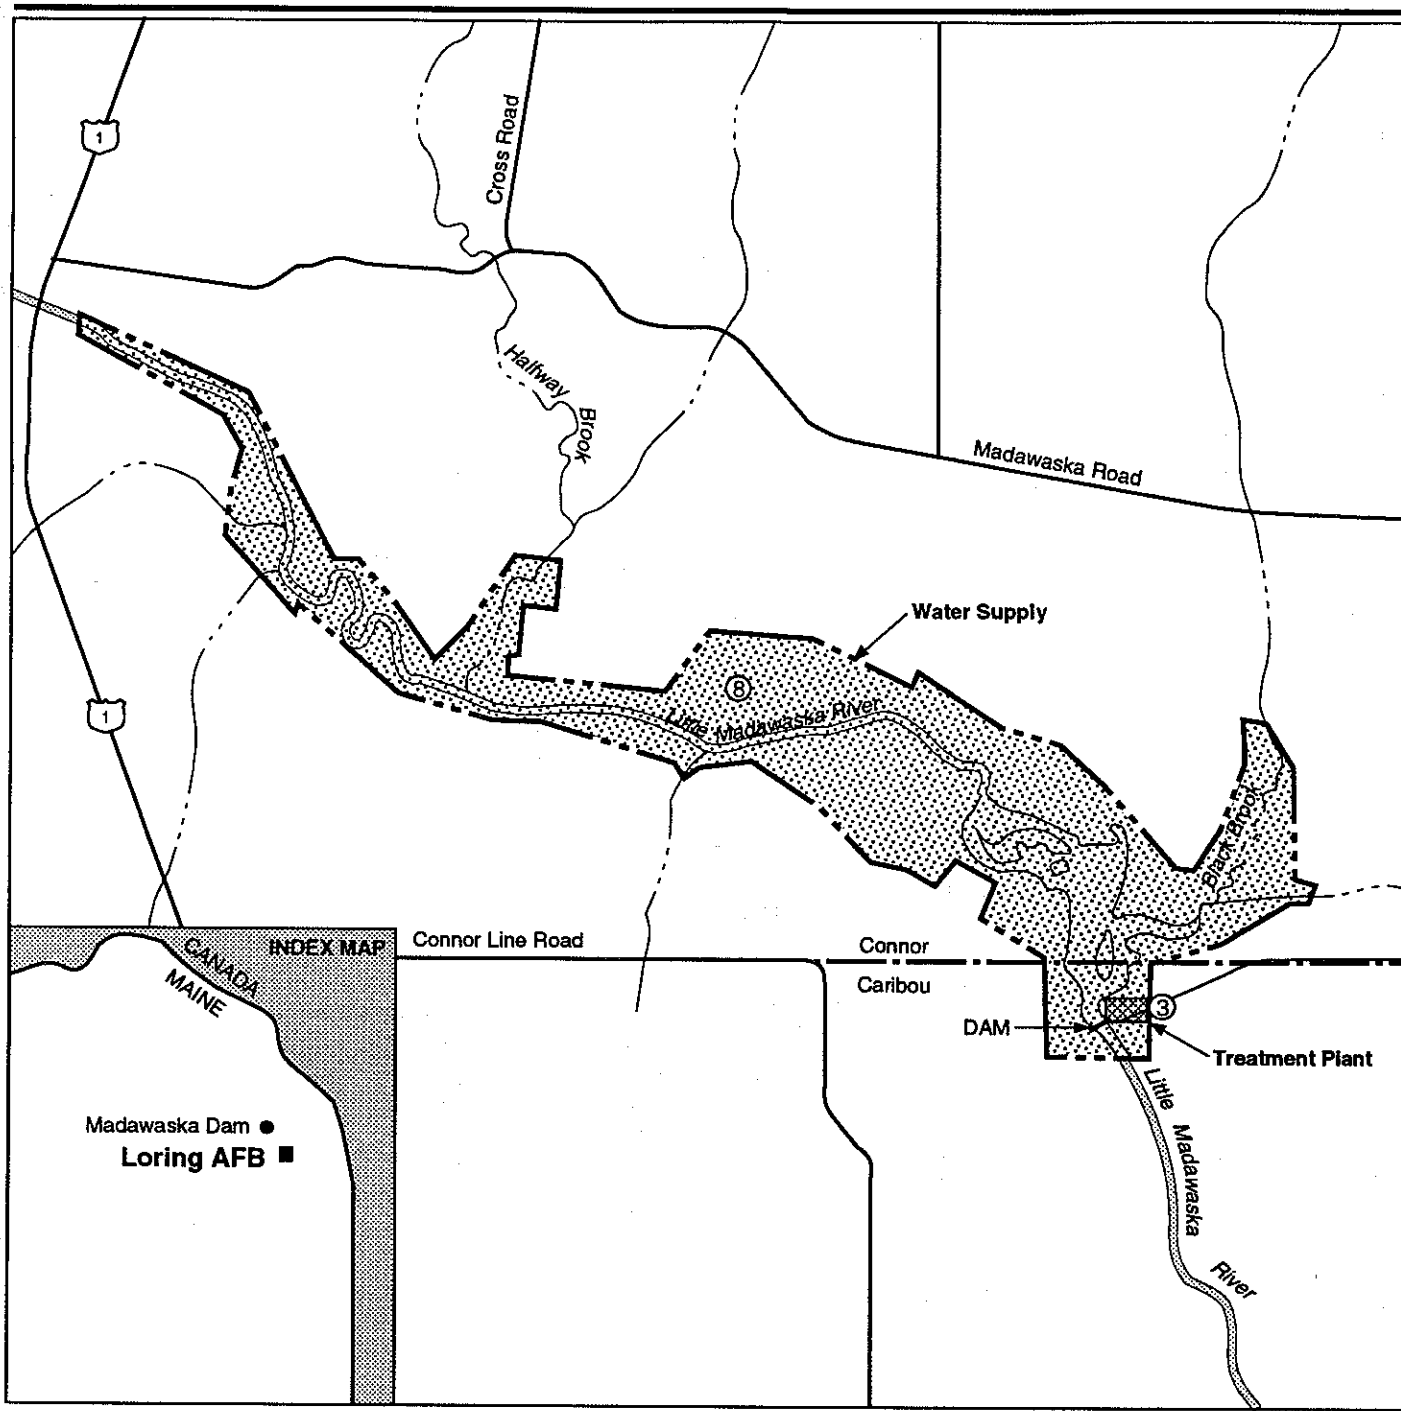 1
Cross Road
Halfway
Brook
Madawaska Road
Water Supply
8
Little Madawaska River
1
Black Brook
INDEX MAP
CANADA
MAINE
Connor Line Road
Connor
Caribou
3
DAM
Treatment Plant
Madawaska Dam
Loring AFB
Little Madawaska
River